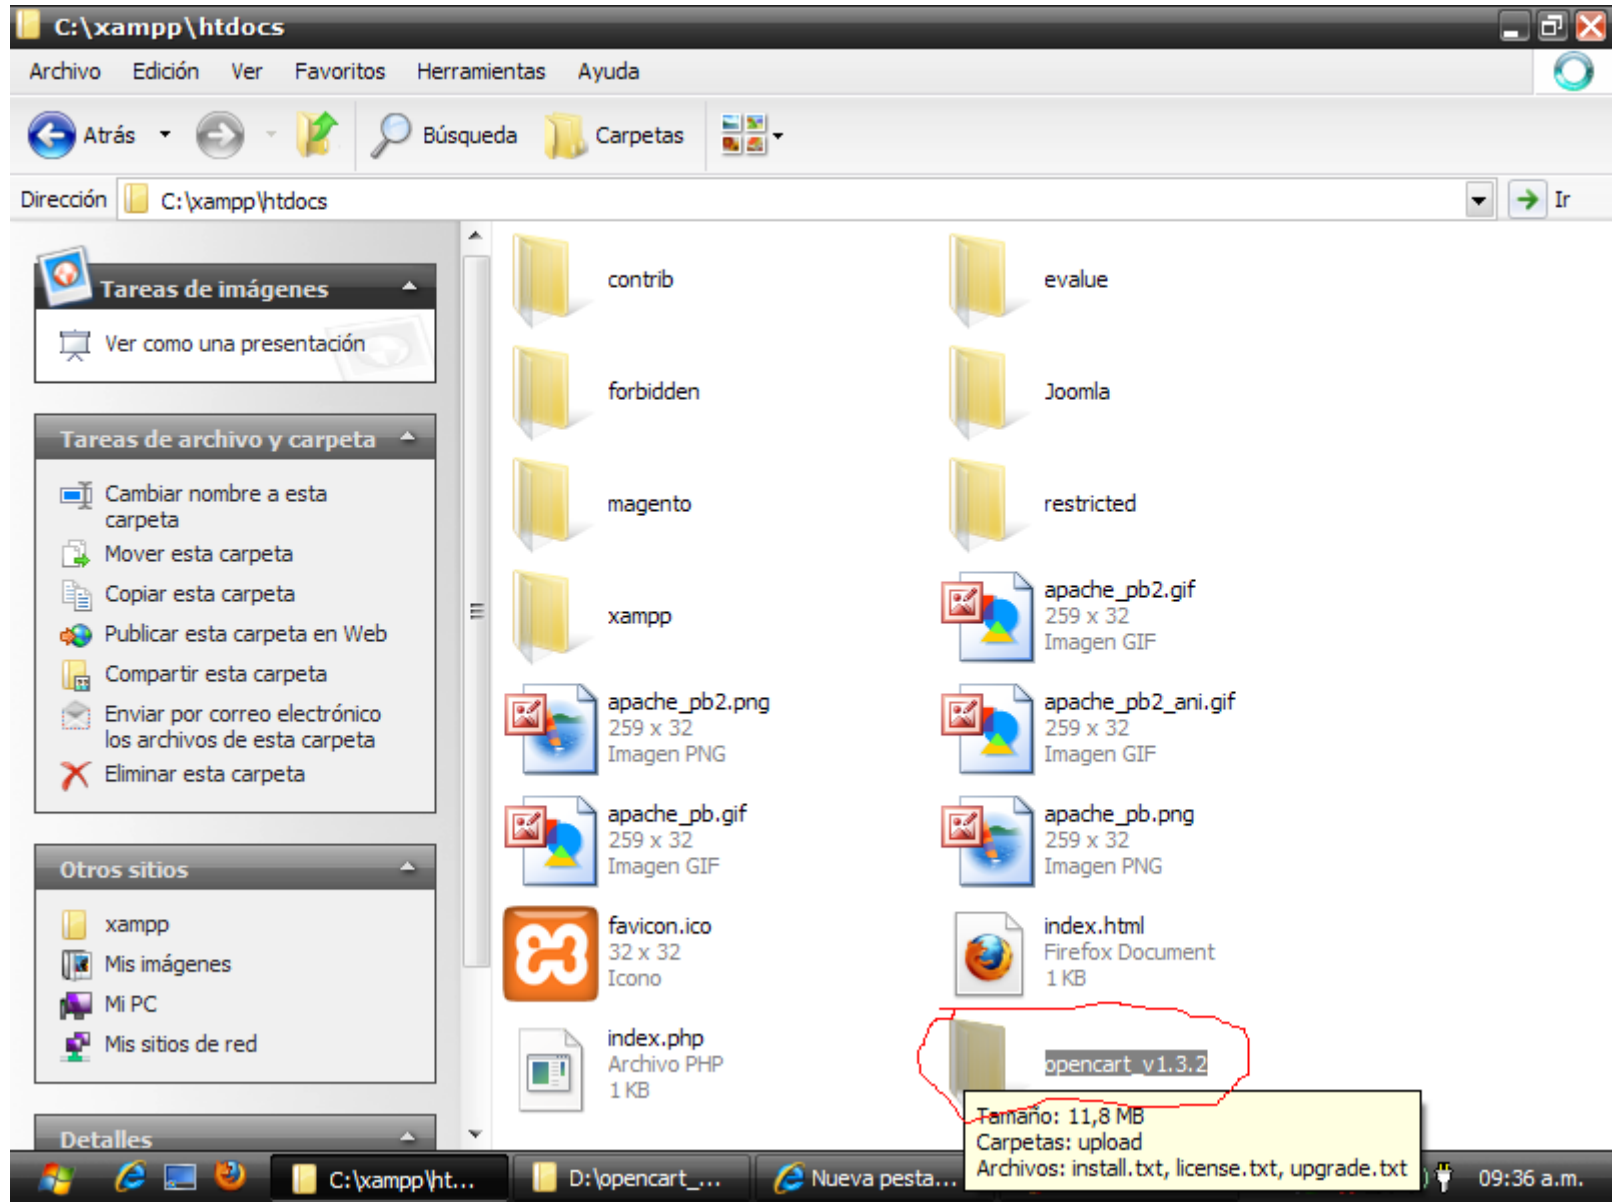 C:\xampp\htdocs
Archivo Edición Ver Favoritos Herramientas Ayuda
Atrás Búsqueda Carpetas
Dirección C:\xampp\htdocs Ir
Tareas de imágenes
Ver como una presentación
Tareas de archivo y carpeta
Cambiar nombre a esta
carpeta
Mover esta carpeta
Copiar esta carpeta
Publicar esta carpeta en Web
Compartir esta carpeta
Enviar por correo electrónico
los archivos de esta carpeta
Eliminar esta carpeta
Otros sitios
xampp
Mis imágenes
Mi PC
Mis sitios de red
Detalles
contrib
evalue
forbidden
Joomla
magento
restricted
xampp
apache_pb2.gif
259 x 32
Imagen GIF
apache_pb2.png
259 x 32
Imagen PNG
apache_pb2_ani.gif
259 x 32
Imagen GIF
apache_pb.gif
259 x 32
Imagen GIF
apache_pb.png
259 x 32
Imagen PNG
favicon.ico
32 x 32
Icono
index.html
Firefox Document
1 KB
index.php
Archivo PHP
1 KB
opencart_v1.3.2
Tamaño: 11,8 MB
Carpetas: upload
Archivos: install.txt, license.txt, upgrade.txt
C:\xampp\ht... D:\opencart_... Nueva pesta... 09:36 a.m.